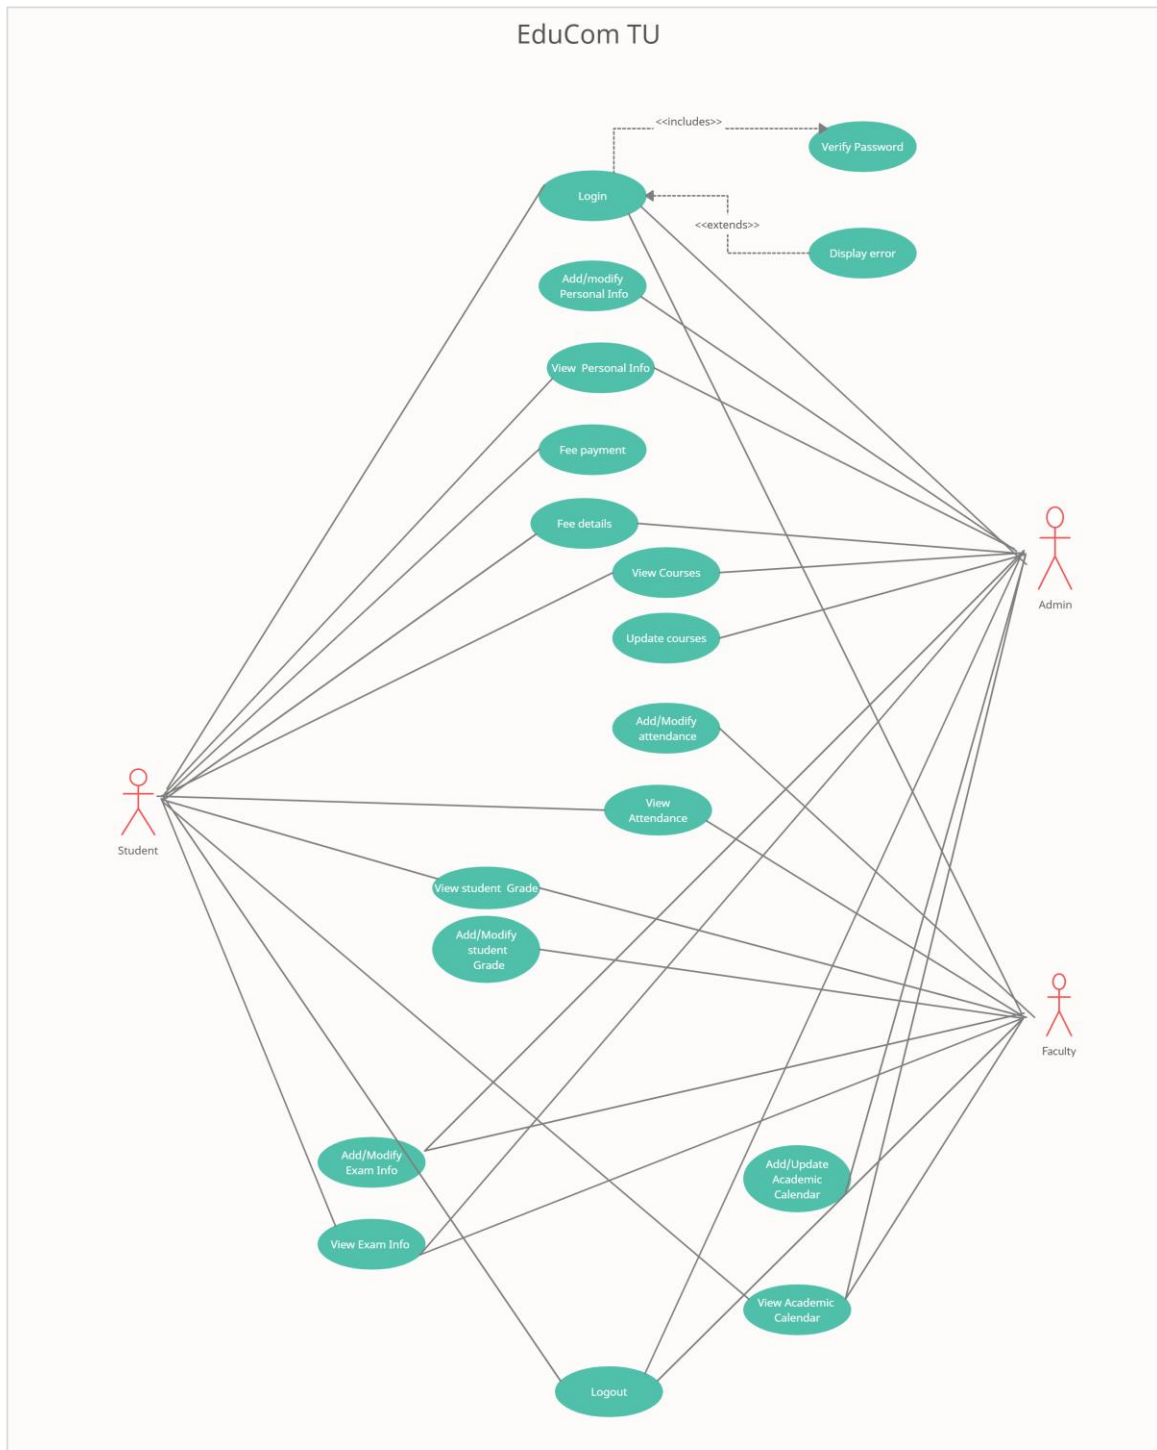 EduCom TU
<<includes>>
Verify Password
Login
<<extends>>
Display error
Add/modify
Personal Info
View Personal Info
Fee payment
Fee details
View Courses
Admin
Update courses
Add/Modify
attendance
View
Attendance
Student
View student Grade
Add/Modify
student
Grade
Faculty
Add/Modify
Exam Info
Add/Update
Academic
Calendar
View Exam Info
View Academic
Calendar
Logout